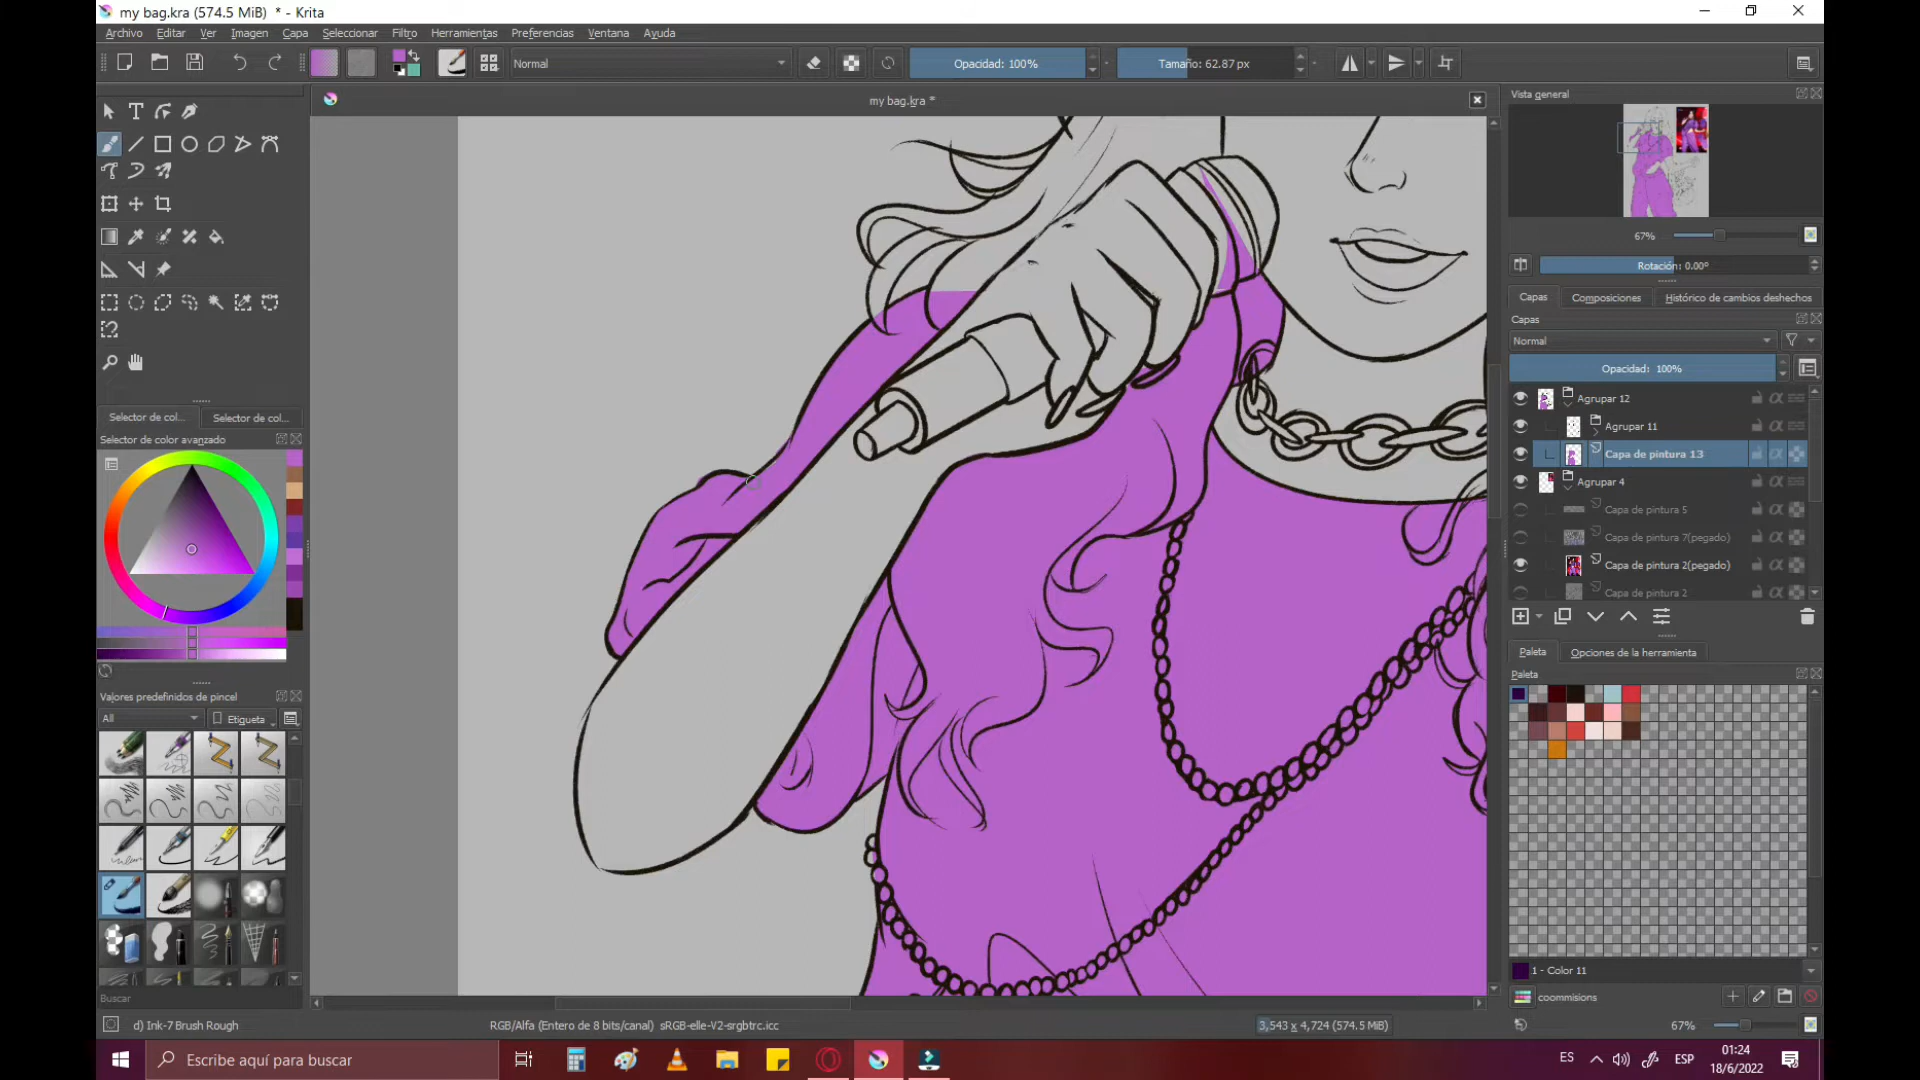 my bag.kra (574.5 MiB) * - Krita
Archivo Editar Ver Imagen Capa Seleccionar Filtro Herramientas Preferencias Ventana Ayuda
Normal
Opacidad: 100%
Tamaño: 62.87 px
my bag.kra *
Vista general
67%
Rotación: 0.00°
Capas Composiciones Histórico de cambios deshechos
Capas
Normal
Opacidad: 100%
Agrupar 12
Agrupar 11
Capa de pintura 13
Agrupar 4
Capa de pintura 5
Capa de pintura 7(pegado)
Capa de pintura 2(pegado)
Capa de pintura 2
Selector de col... Selector de col...
Selector de color avanzado
Valores predefinidos de pincel
All
Etiqueta
Buscar
Paleta Opciones de la herramienta
Paleta
1 - Color 11
coommisions
d) Ink-7 Brush Rough
RGB/Alfa (Entero de 8 bits/canal) sRGB-elle-V2-srgbtrc.icc
3,543 x 4,724 (574.5 MiB)
67%
Escribe aquí para buscar
ES
ESP
01:24
18/6/2022